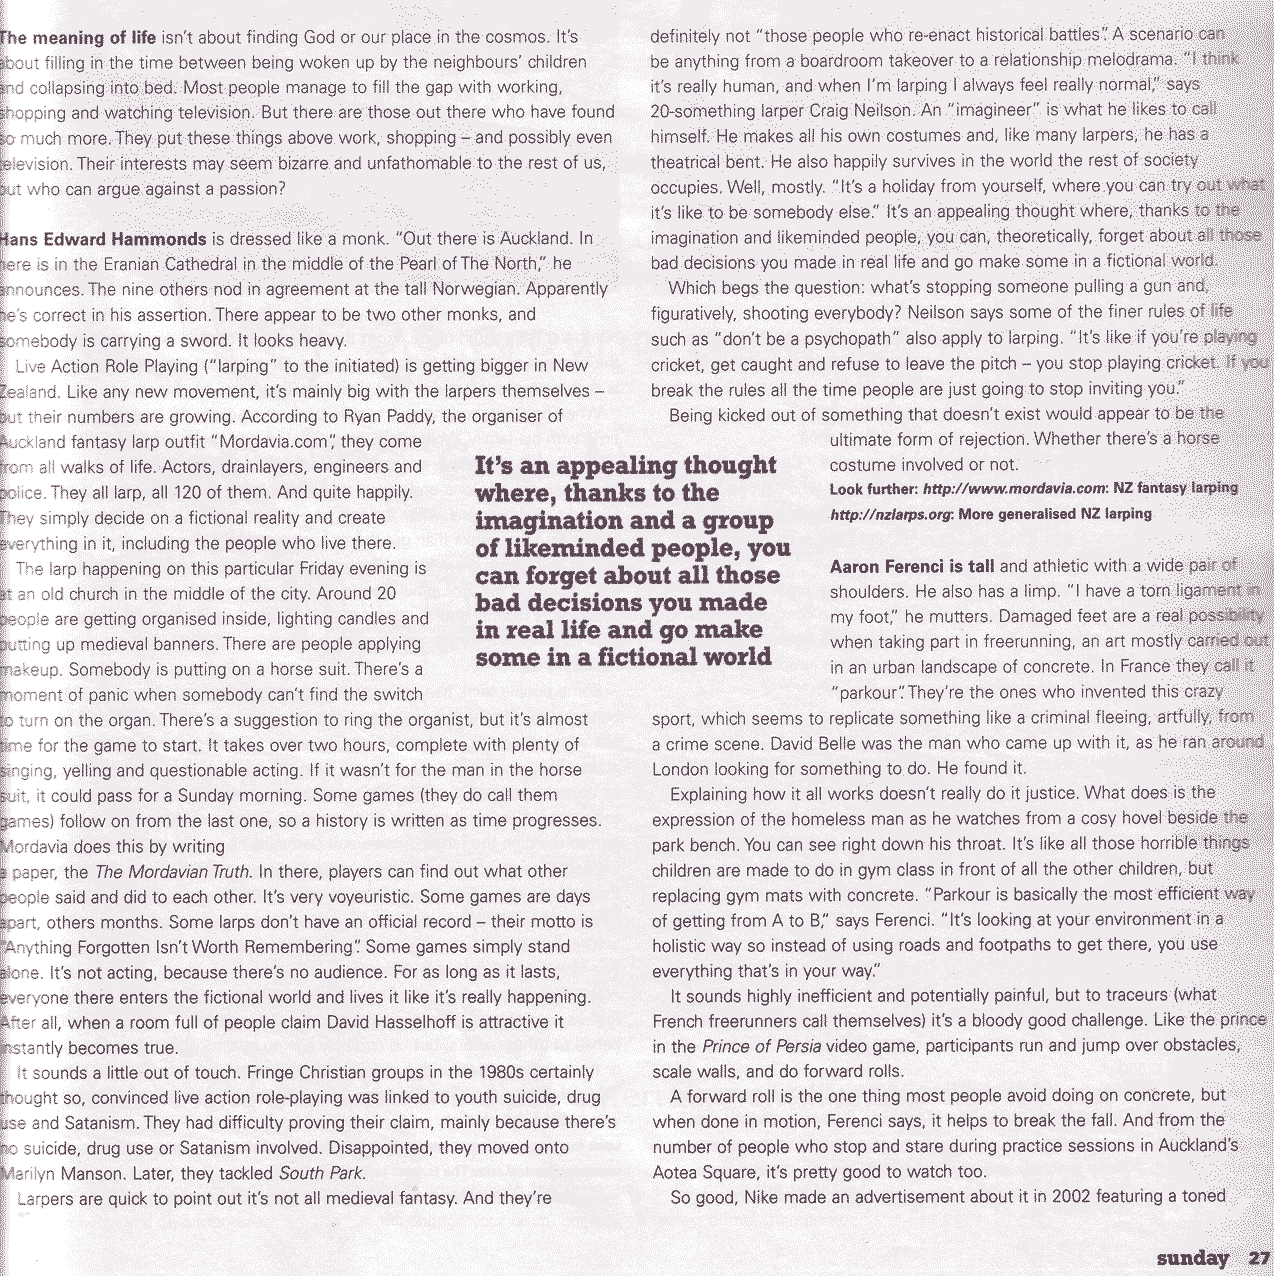 The meaning of life isn't about finding God or our place in the cosmos. It's
about filling in the time between being woken up by the neighbours' children
and collapsing into bed. Most people manage to fill the gap with working,
shopping and watching television. But there are those out there who have found
so much more. They put these things above work, shopping – and possibly even
television. Their interests may seem bizarre and unfathomable to the rest of us,
but who can argue against a passion?
Hans Edward Hammonds is dressed like a monk. "Out there is Auckland. In
here is in the Eranian Cathedral in the middle of the Pearl of The North," he
announces. The nine others nod in agreement at the tall Norwegian. Apparently
he's correct in his assertion. There appear to be two other monks, and
somebody is carrying a sword. It looks heavy.
Live Action Role Playing ("larping" to the initiated) is getting bigger in New
Zealand. Like any new movement, it's mainly big with the larpers themselves –
but their numbers are growing. According to Ryan Paddy, the organiser of
Auckland fantasy larp outfit "Mordavia.com", they come
from all walks of life. Actors, drainlayers, engineers and
police. They all larp, all 120 of them. And quite happily.
They simply decide on a fictional reality and create
everything in it, including the people who live there.
The larp happening on this particular Friday evening is
at an old church in the middle of the city. Around 20
people are getting organised inside, lighting candles and
putting up medieval banners. There are people applying
makeup. Somebody is putting on a horse suit. There's a
moment of panic when somebody can't find the switch
to turn on the organ. There's a suggestion to ring the organist, but it's almost
time for the game to start. It takes over two hours, complete with plenty of
singing, yelling and questionable acting. If it wasn't for the man in the horse
suit, it could pass for a Sunday morning. Some games (they do call them
games) follow on from the last one, so a history is written as time progresses.
Mordavia does this by writing
a paper, the The Mordavian Truth. In there, players can find out what other
people said and did to each other. It's very voyeuristic. Some games are days
apart, others months. Some larps don't have an official record – their motto is
"Anything Forgotten Isn't Worth Remembering". Some games simply stand
alone. It's not acting, because there's no audience. For as long as it lasts,
everyone there enters the fictional world and lives it like it's really happening.
After all, when a room full of people claim David Hasselhoff is attractive it
instantly becomes true.
It sounds a little out of touch. Fringe Christian groups in the 1980s certainly
thought so, convinced live action role-playing was linked to youth suicide, drug
use and Satanism. They had difficulty proving their claim, mainly because there's
no suicide, drug use or Satanism involved. Disappointed, they moved onto
Marilyn Manson. Later, they tackled South Park.
Larpers are quick to point out it's not all medieval fantasy. And they're
It's an appealing thought
where, thanks to the
imagination and a group
of likeminded people, you
can forget about all those
bad decisions you made
in real life and go make
some in a fictional world
definitely not "those people who re-enact historical battles". A scenario can
be anything from a boardroom takeover to a relationship melodrama. "I think
it's really human, and when I'm larping I always feel really normal," says
20-something larper Craig Neilson. An "imagineer" is what he likes to call
himself. He makes all his own costumes and, like many larpers, he has a
theatrical bent. He also happily survives in the world the rest of society
occupies. Well, mostly. "It's a holiday from yourself, where you can try out what
it's like to be somebody else." It's an appealing thought where, thanks to the
imagination and likeminded people, you can, theoretically, forget about all those
bad decisions you made in real life and go make some in a fictional world.
Which begs the question: what's stopping someone pulling a gun and,
figuratively, shooting everybody? Neilson says some of the finer rules of life
such as "don't be a psychopath" also apply to larping. "It's like if you're playing
cricket, get caught and refuse to leave the pitch – you stop playing cricket. If you
break the rules all the time people are just going to stop inviting you."
Being kicked out of something that doesn't exist would appear to be the
ultimate form of rejection. Whether there's a horse
costume involved or not.
Look further: http://www.mordavia.com: NZ fantasy larping
http://nzlarps.org: More generalised NZ larping
Aaron Ferenci is tall and athletic with a wide pair of
shoulders. He also has a limp. "I have a torn ligament in
my foot," he mutters. Damaged feet are a real possibility
when taking part in freerunning, an art mostly carried out
in an urban landscape of concrete. In France they call it
"parkour". They're the ones who invented this crazy
sport, which seems to replicate something like a criminal fleeing, artfully, from
a crime scene. David Belle was the man who came up with it, as he ran around
London looking for something to do. He found it.
Explaining how it all works doesn't really do it justice. What does is the
expression of the homeless man as he watches from a cosy hovel beside the
park bench. You can see right down his throat. It's like all those horrible things
children are made to do in gym class in front of all the other children, but
replacing gym mats with concrete. "Parkour is basically the most efficient way
of getting from A to B," says Ferenci. "It's looking at your environment in a
holistic way so instead of using roads and footpaths to get there, you use
everything that's in your way."
It sounds highly inefficient and potentially painful, but to traceurs (what
French freerunners call themselves) it's a bloody good challenge. Like the prince
in the Prince of Persia video game, participants run and jump over obstacles,
scale walls, and do forward rolls.
A forward roll is the one thing most people avoid doing on concrete, but
when done in motion, Ferenci says, it helps to break the fall. And from the
number of people who stop and stare during practice sessions in Auckland's
Aotea Square, it's pretty good to watch too.
So good, Nike made an advertisement about it in 2002 featuring a toned
sunday 27